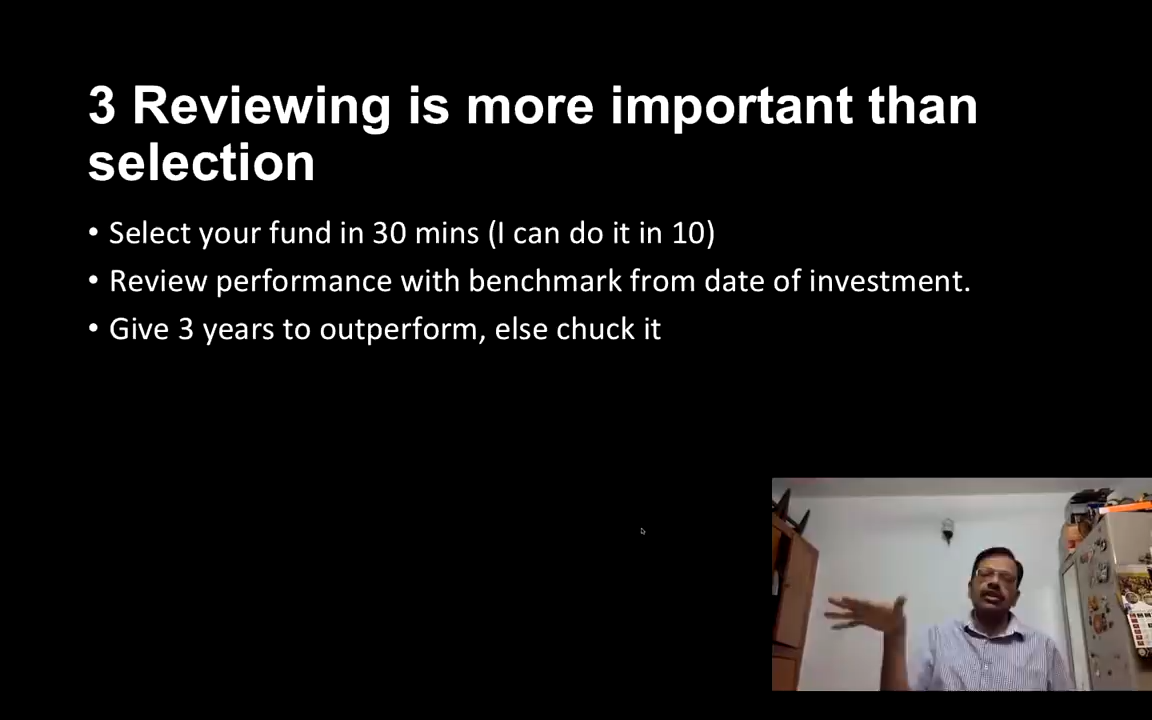 3 Reviewing is more important than
selection
• Select your fund in 30 mins (I can do it in 10)
• Review performance with benchmark from date of investment.
• Give 3 years to outperform, else chuck it